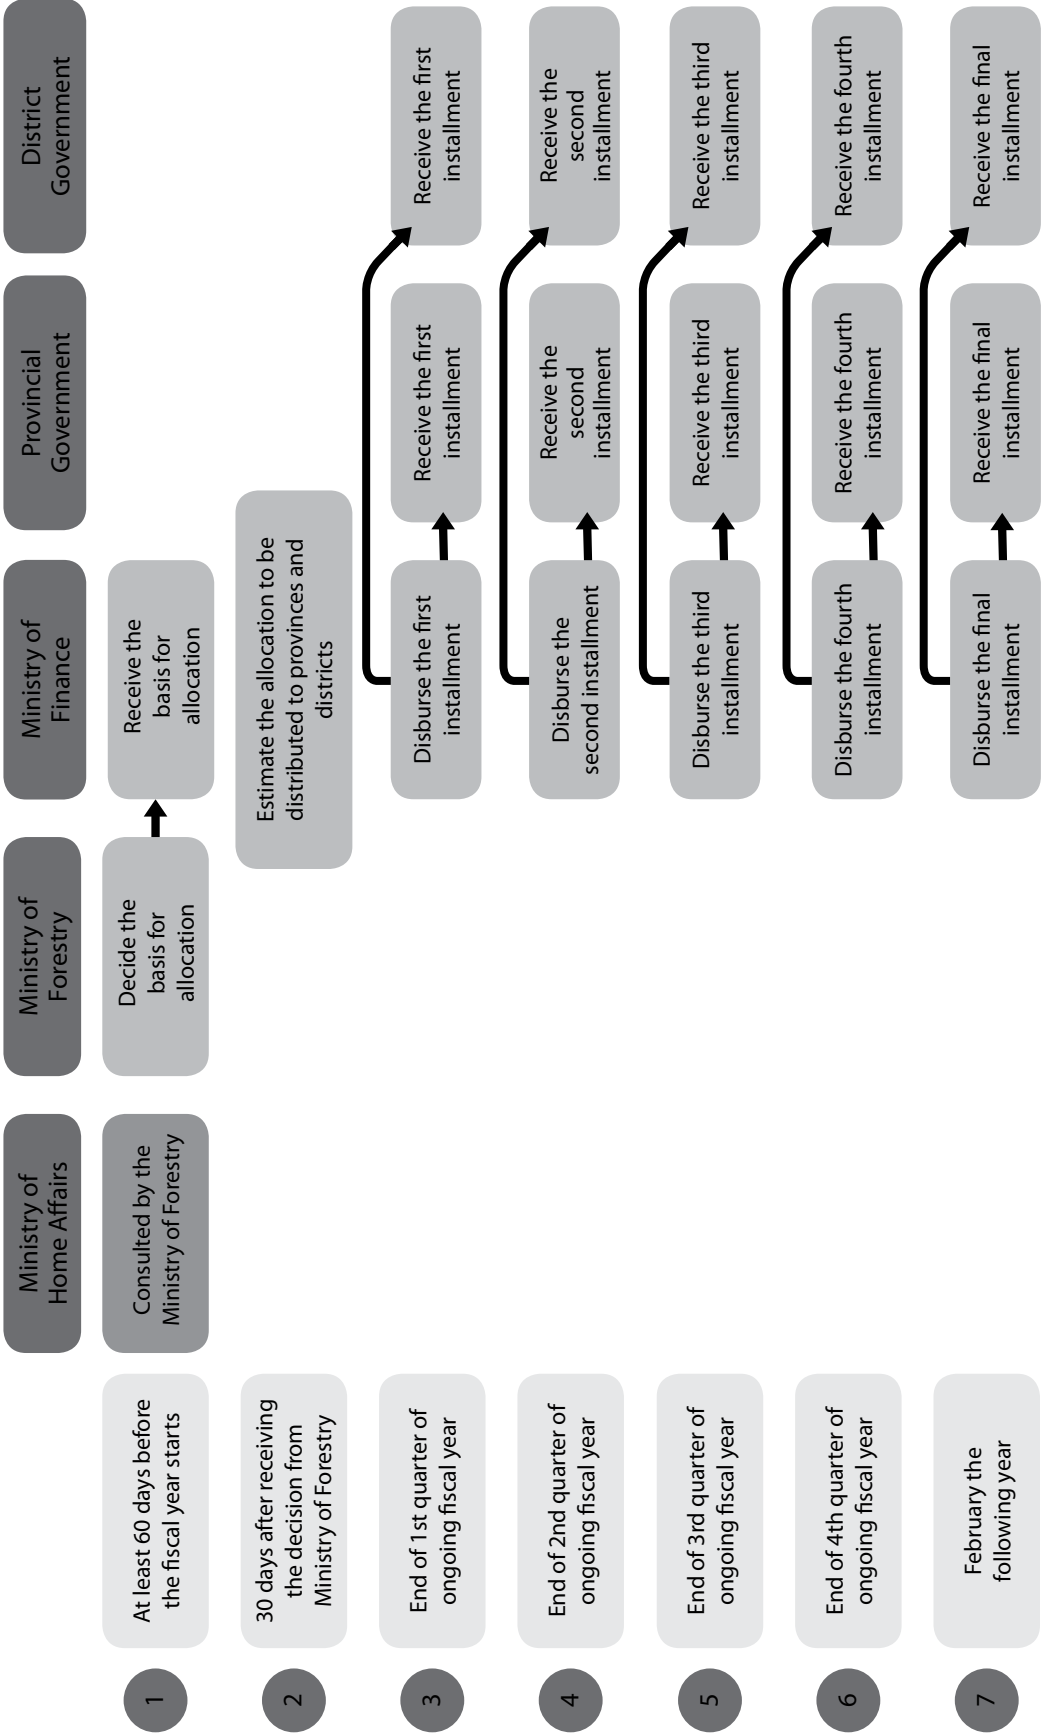 Ministry of
Home Affairs
Ministry of
Forestry
Ministry of
Finance
Provincial
Government
District
Government
1
At least 60 days before
the fiscal year starts
Consulted by the
Ministry of Forestry
Decide the
basis for
allocation
Receive the
basis for
allocation
2
30 days after receiving
the decision from
Ministry of Forestry
Estimate the allocation to be
distributed to provinces and
districts
3
End of 1st quarter of
ongoing fiscal year
Disburse the first
installment
Receive the first
installment
Receive the first
installment
4
End of 2nd quarter of
ongoing fiscal year
Disburse the
second installment
Receive the
second
installment
Receive the
second
installment
5
End of 3rd quarter of
ongoing fiscal year
Disburse the third
installment
Receive the third
installment
Receive the third
installment
6
End of 4th quarter of
ongoing fiscal year
Disburse the fourth
installment
Receive the fourth
installment
Receive the fourth
installment
7
February the
following year
Disburse the final
installment
Receive the final
installment
Receive the final
installment